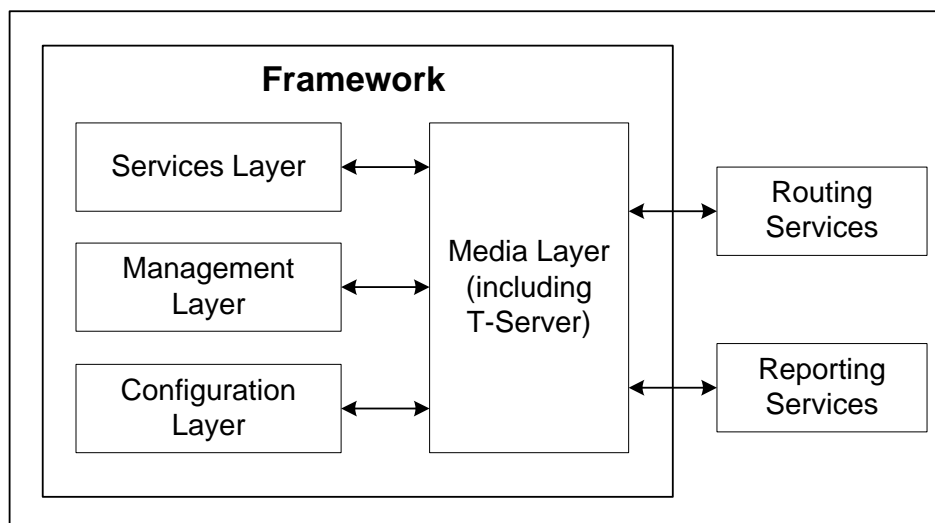 Framework
Services Layer
Management
Layer
Configuration
Layer
Media Layer
(including
T-Server)
Routing
Services
Reporting
Services